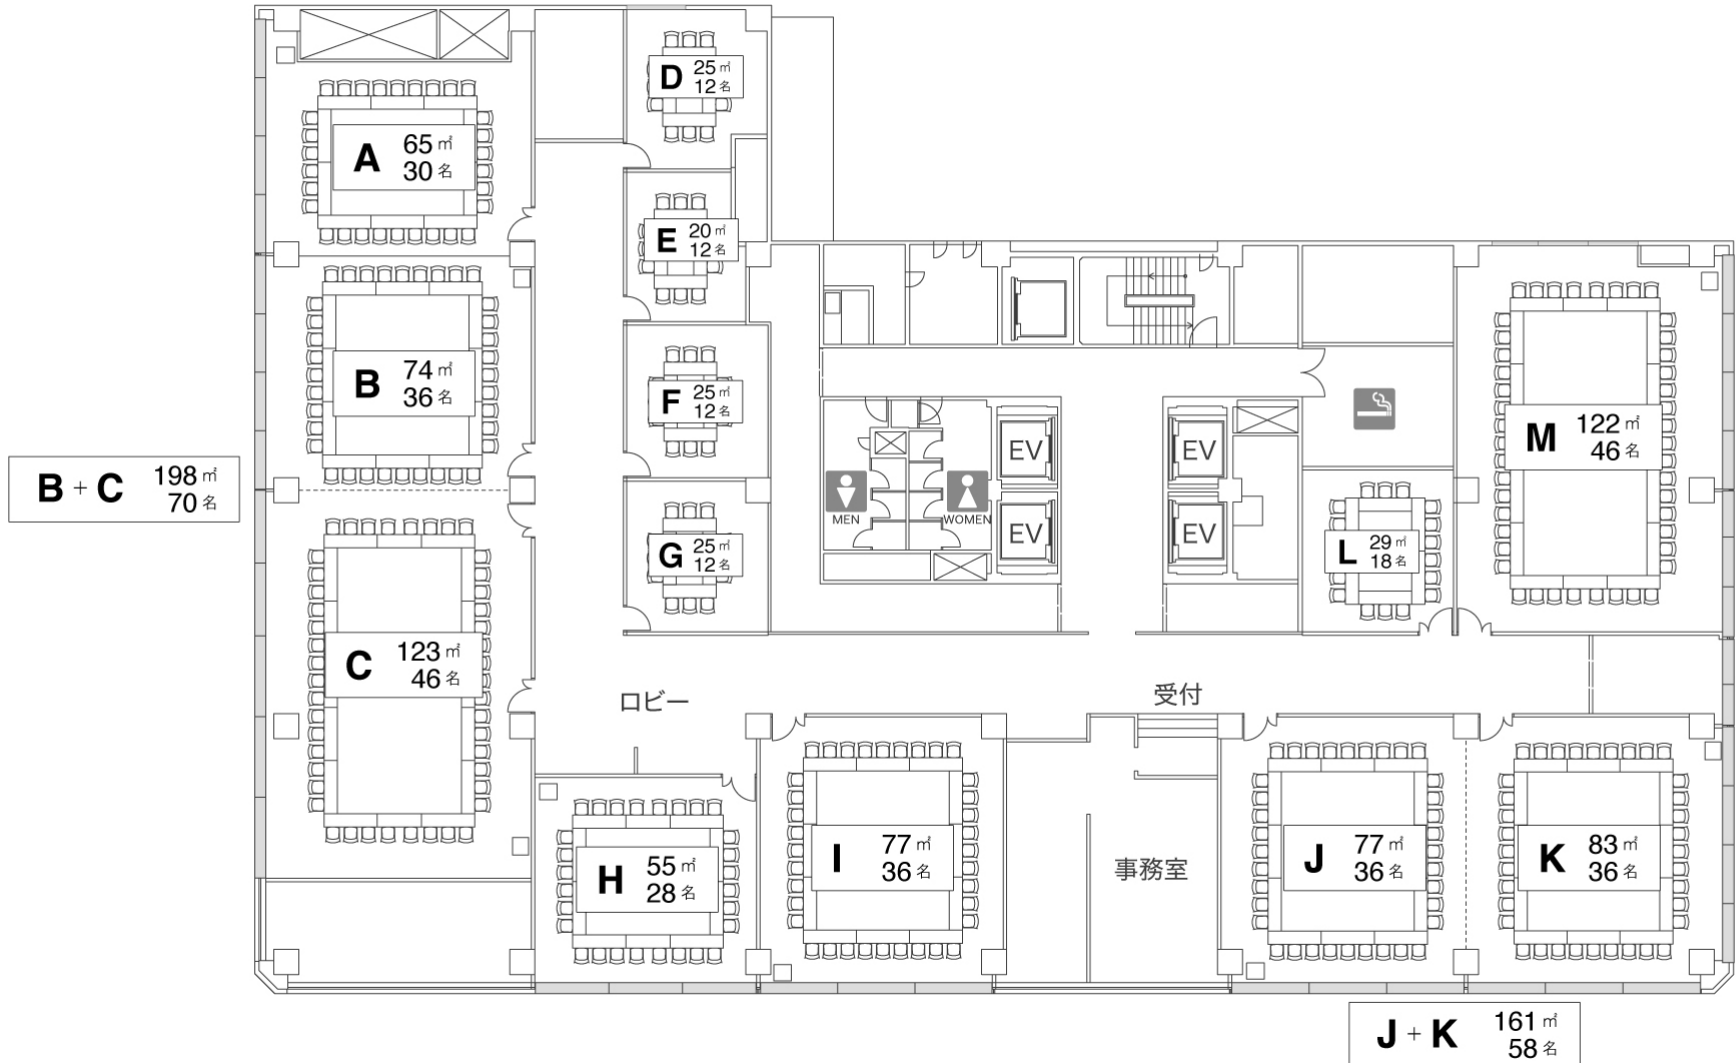 D 25㎡
12名
A 65㎡
30名
E 20㎡
12名
B 74㎡
36名
F 25㎡
12名
M 122㎡
46名
EV
EV
B + C 198㎡
70名
MEN
WOMEN
EV
EV
G 25㎡
12名
L 29㎡
18名
C 123㎡
46名
ロビー
受付
H 55㎡
28名
I 77㎡
36名
事務室
J 77㎡
36名
K 83㎡
36名
J + K 161㎡
58名